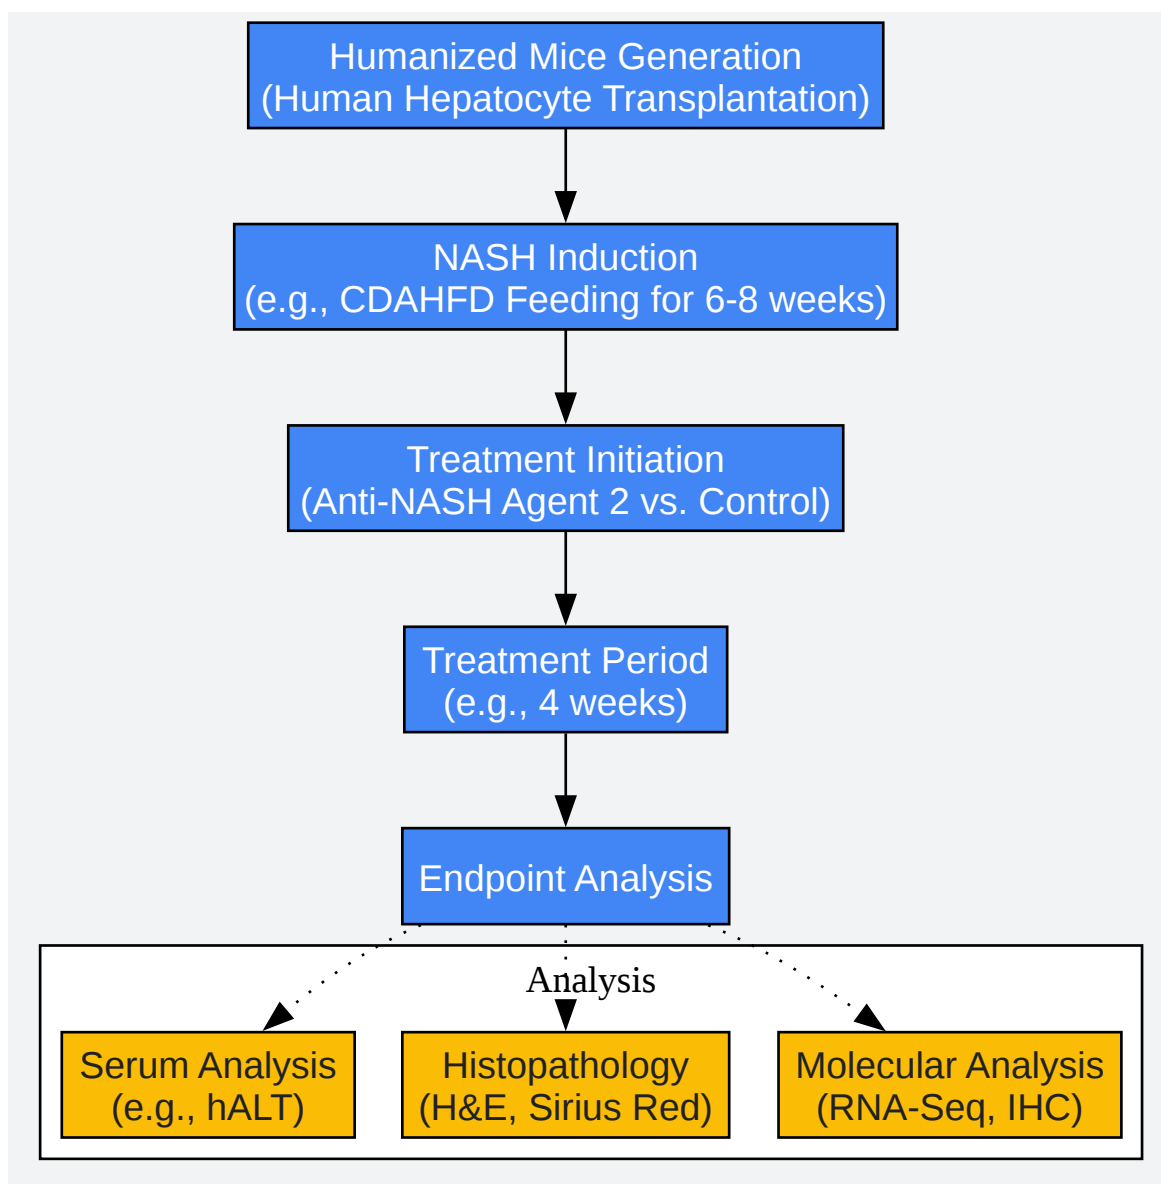 Humanized Mice Generation
(Human Hepatocyte Transplantation)
NASH Induction
(e.g., CDAHFD Feeding for 6-8 weeks)
Treatment Initiation
(Anti-NASH Agent 2 vs. Control)
Treatment Period
(e.g., 4 weeks)
Endpoint Analysis
Analysis
Serum Analysis
(e.g., hALT)
Histopathology
(H&E, Sirius Red)
Molecular Analysis
(RNA-Seq, IHC)